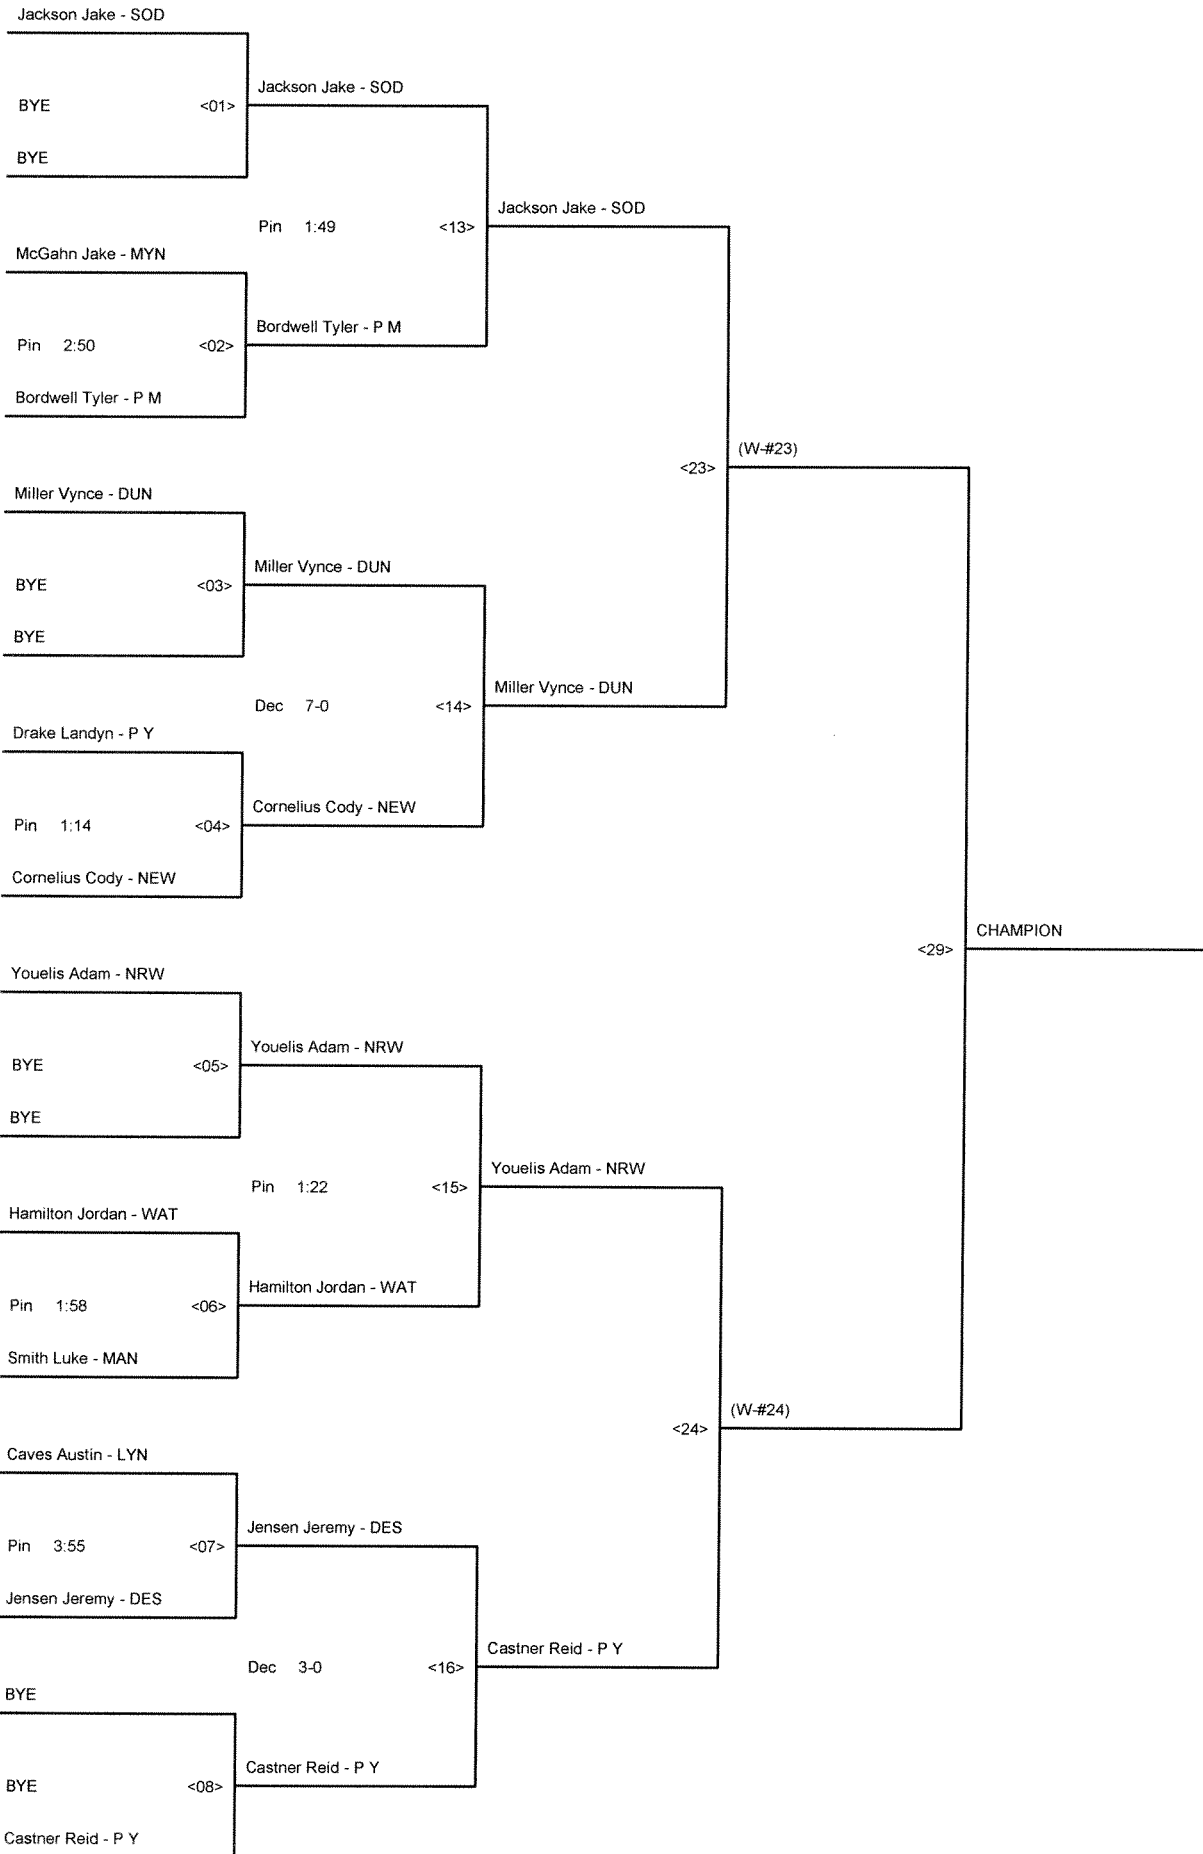 Jackson Jake - SOD
Jackson Jake - SOD
BYE <01>
BYE
Jackson Jake - SOD
Pin 1:49 <13>
McGahn Jake - MYN
Bordwell Tyler - P M
Pin 2:50 <02>
Bordwell Tyler - P M
(W-#23)
<23>
Miller Vynce - DUN
Miller Vynce - DUN
BYE <03>
BYE
Miller Vynce - DUN
Dec 7-0 <14>
Drake Landyn - P Y
Cornelius Cody - NEW
Pin 1:14 <04>
Cornelius Cody - NEW
CHAMPION
<29>
Youelis Adam - NRW
Youelis Adam - NRW
BYE <05>
BYE
Youelis Adam - NRW
Pin 1:22 <15>
Hamilton Jordan - WAT
Hamilton Jordan - WAT
Pin 1:58 <06>
Smith Luke - MAN
(W-#24)
<24>
Caves Austin - LYN
Jensen Jeremy - DES
Pin 3:55 <07>
Jensen Jeremy - DES
Castner Reid - P Y
Dec 3-0 <16>
BYE
Castner Reid - P Y
BYE <08>
Castner Reid - P Y